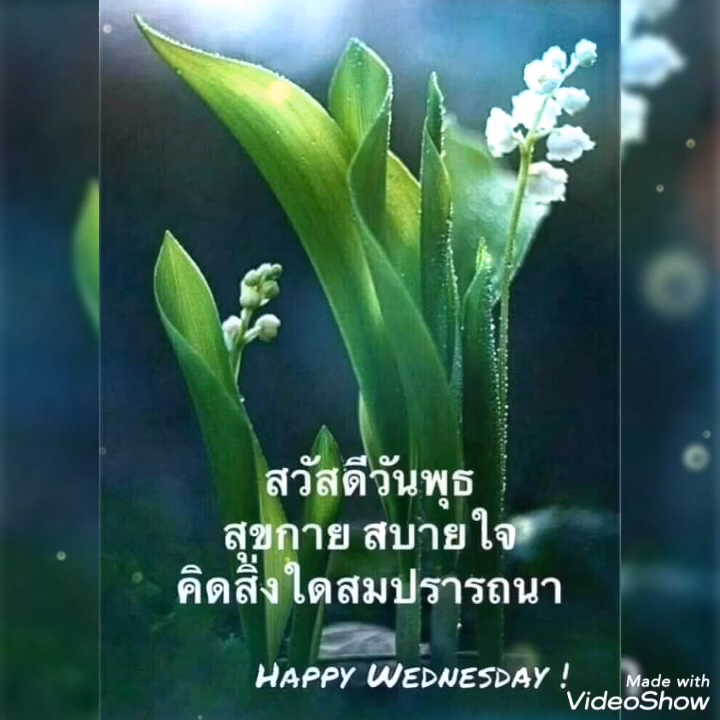 สวัสดีวันพุธ
สุขกาย สบายใจ
คิดสิ่งใดสมปรารถนา
HAPPY WEDNESDAY !
Made with
VideoShow